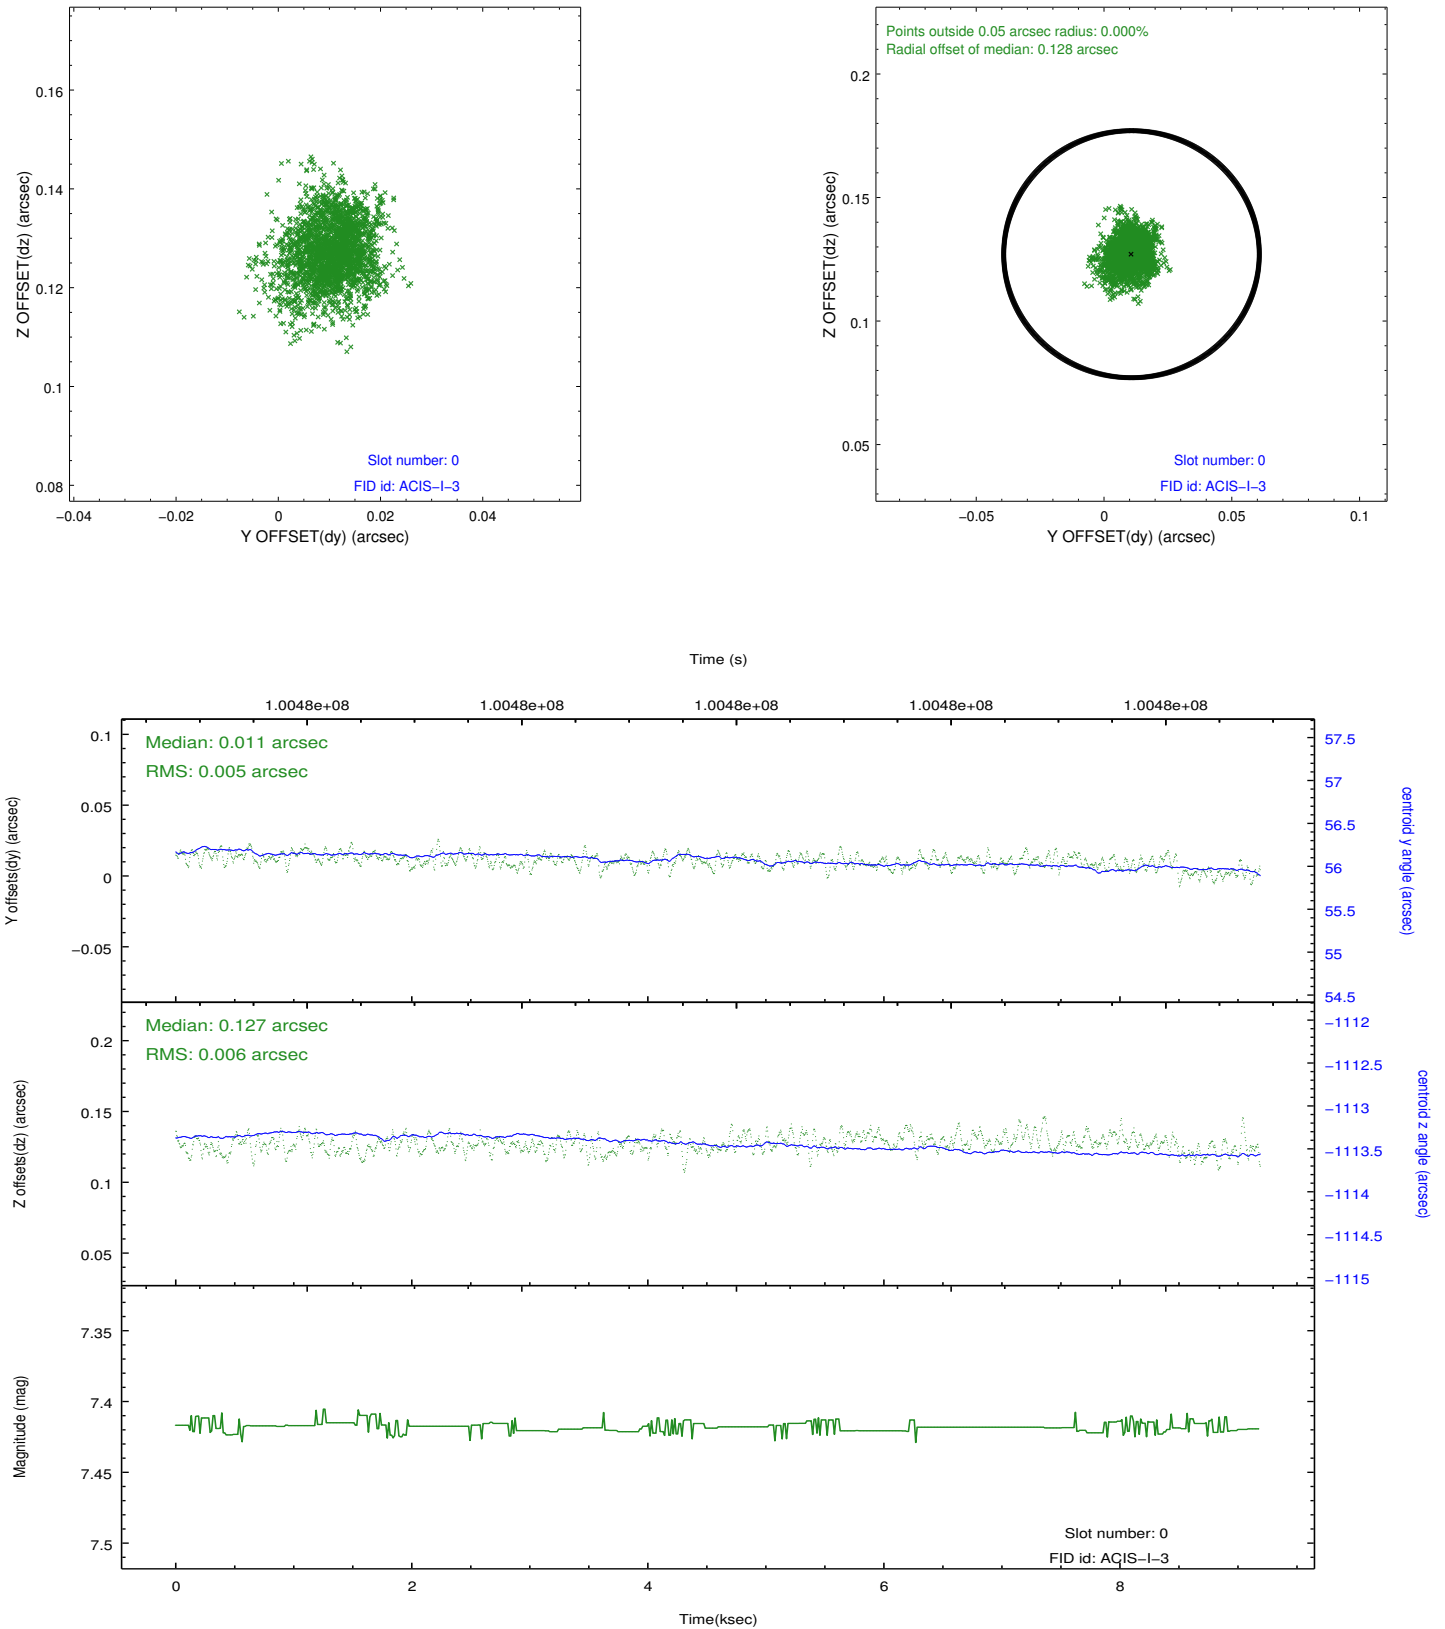 0.16
0.14
0.12
0.1
0.08
Z OFFSET(dz) (arcsec)
Slot number: 0
FID id: ACIS−I−3
−0.04
−0.02
0
0.02
0.04
Y OFFSET(dy) (arcsec)
Points outside 0.05 arcsec radius: 0.000%
Radial offset of median: 0.128 arcsec
0.2
0.15
0.1
0.05
Z OFFSET(dz) (arcsec)
Slot number: 0
FID id: ACIS−I−3
−0.05
0
0.05
0.1
Y OFFSET(dy) (arcsec)
Time (s)
1.0048e+08
1.0048e+08
1.0048e+08
1.0048e+08
1.0048e+08
Median: 0.011 arcsec
RMS: 0.005 arcsec
0.1
0.05
0
−0.05
Y offsets(dy) (arcsec)
57.5
57
56.5
56
55.5
55
54.5
centroid y angle (arcsec)
Median: 0.127 arcsec
RMS: 0.006 arcsec
0.2
0.15
0.1
0.05
Z offsets(dz) (arcsec)
−1112
−1112.5
−1113
−1113.5
−1114
−1114.5
−1115
centroid z angle (arcsec)
7.35
7.4
7.45
7.5
Magnitude (mag)
Slot number: 0
FID id: ACIS−I−3
0
2
4
6
8
Time(ksec)